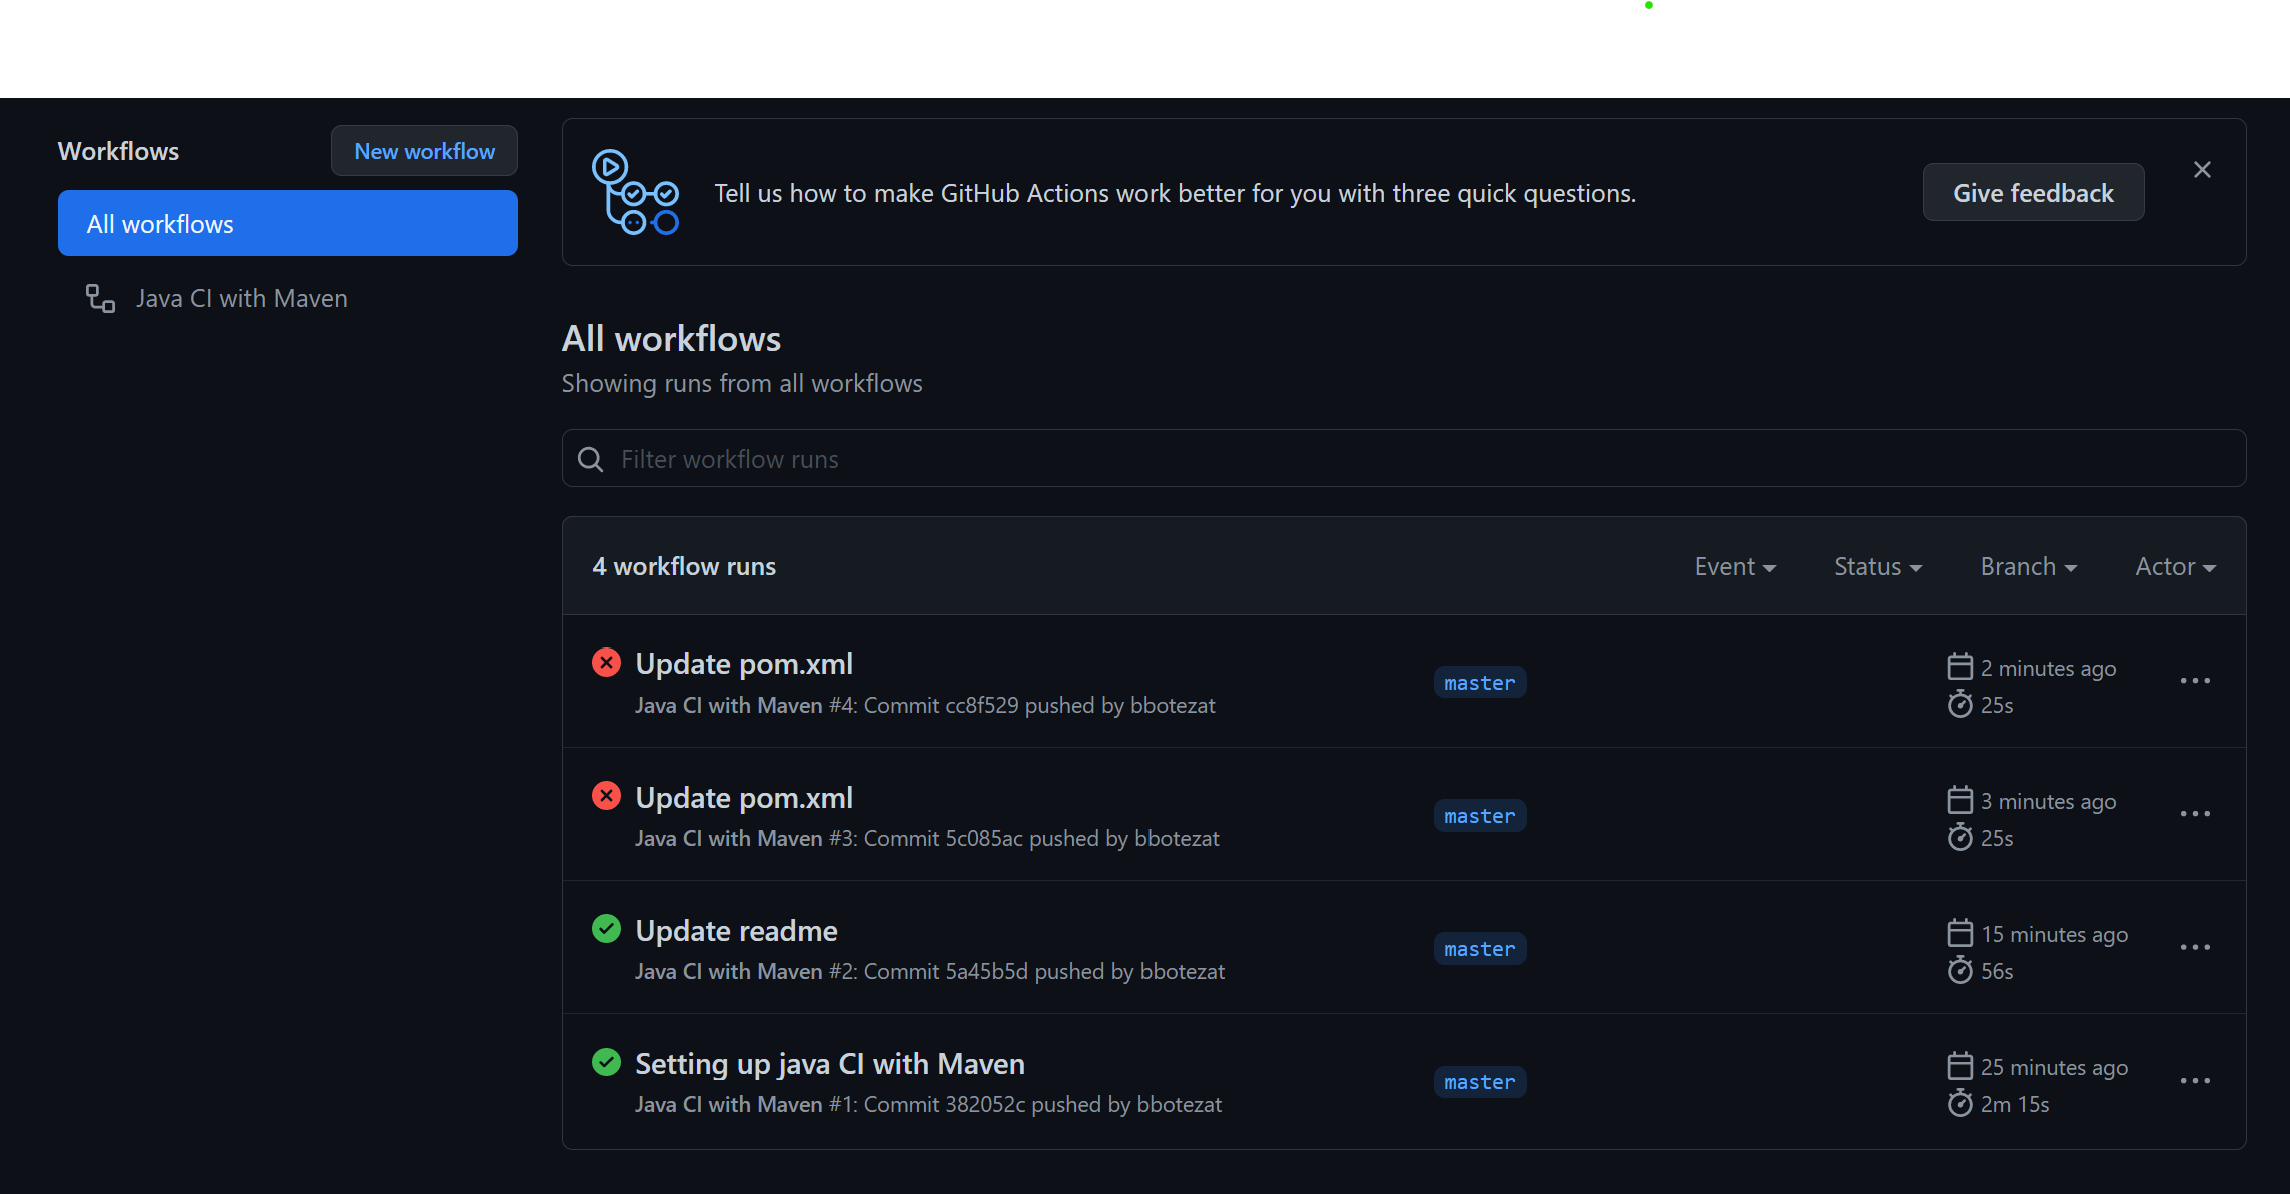 Workflows
New workflow
All workflows
Java CI with Maven
Tell us how to make GitHub Actions work better for you with three quick questions.
Give feedback
All workflows
Showing runs from all workflows
Filter workflow runs
4 workflow runs
Event
Status
Branch
Actor
Update pom.xml
Java CI with Maven #4: Commit cc8f529 pushed by bbotezat
master
2 minutes ago
25s
Update pom.xml
Java CI with Maven #3: Commit 5c085ac pushed by bbotezat
master
3 minutes ago
25s
Update readme
Java CI with Maven #2: Commit 5a45b5d pushed by bbotezat
master
15 minutes ago
56s
Setting up java CI with Maven
Java CI with Maven #1: Commit 382052c pushed by bbotezat
master
25 minutes ago
2m 15s